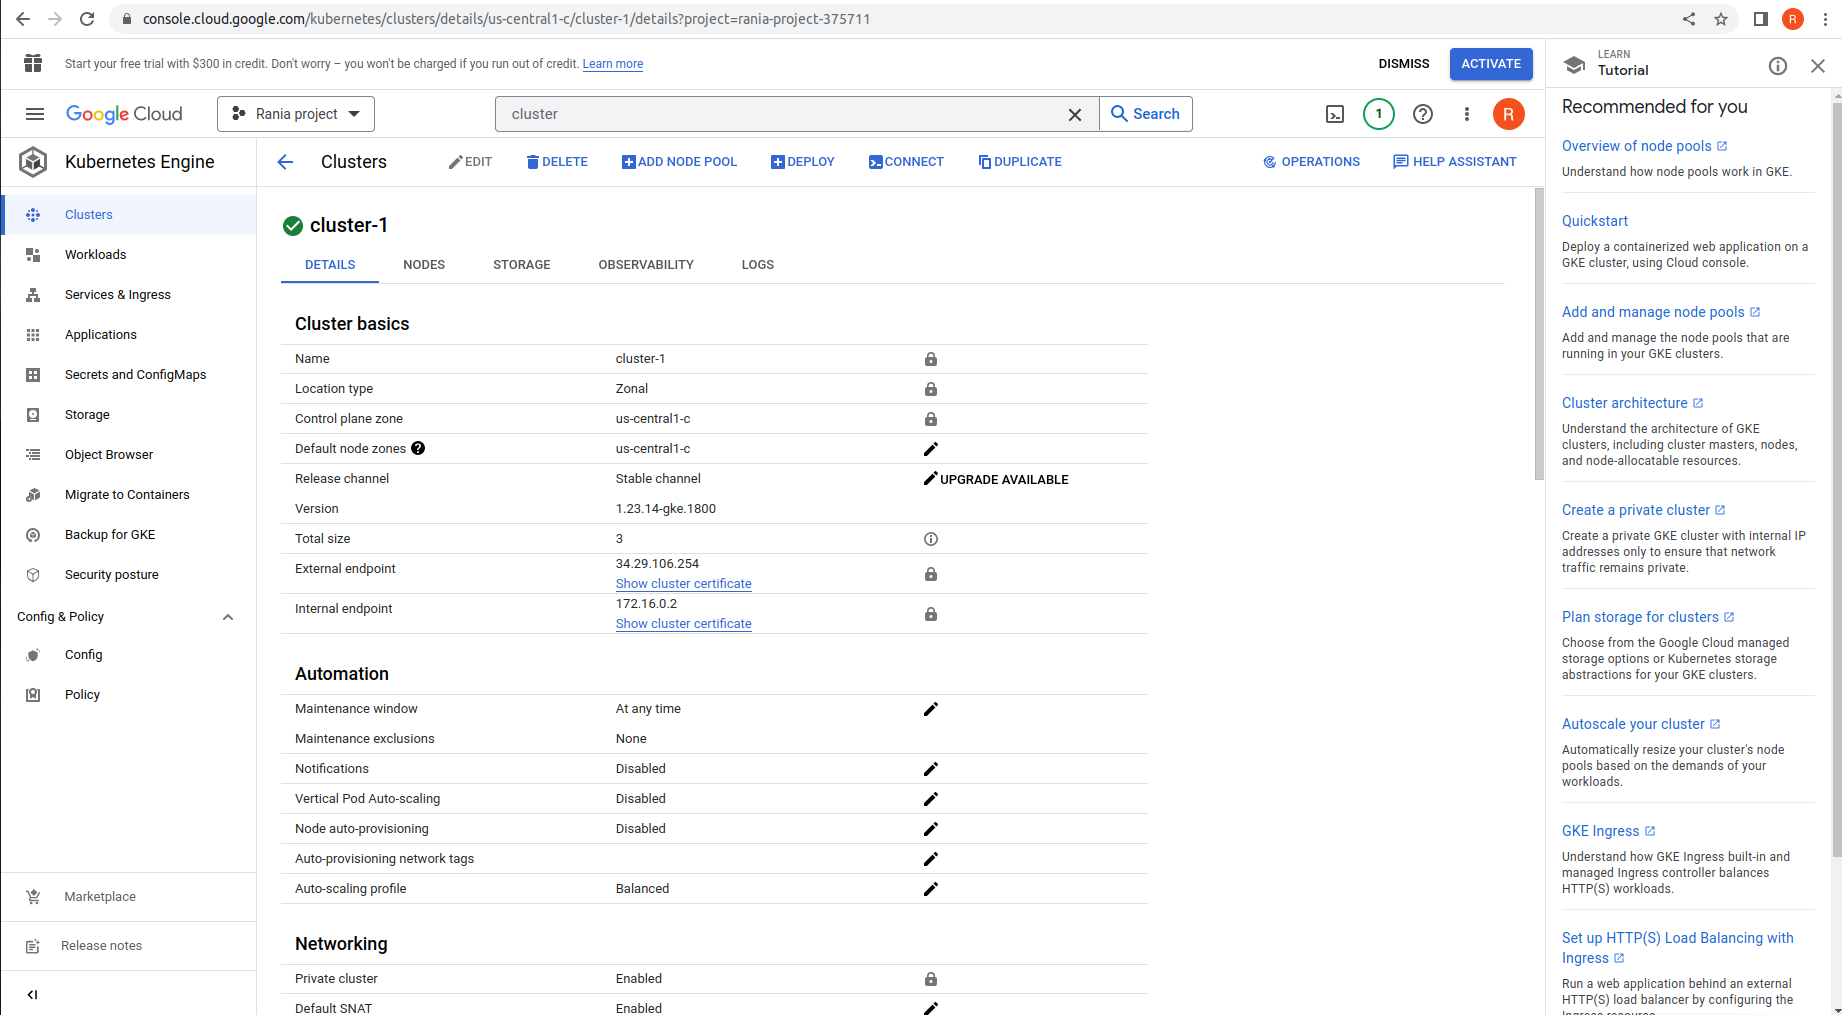 console.cloud.google.com/kubernetes/clusters/details/us-central1-c/cluster-1/details?project=rania-project-375711
R
Start your free trial with $300 in credit. Don't worry – you won't be charged if you run out of credit. Learn more
DISMISS
ACTIVATE
Google Cloud
Rania project
cluster
Search
1
R
Kubernetes Engine
Clusters
Workloads
Services & Ingress
Applications
Secrets and ConfigMaps
Storage
Object Browser
Migrate to Containers
Backup for GKE
Security posture
Config & Policy
Config
Policy
Marketplace
Release notes
Clusters
EDIT
DELETE
ADD NODE POOL
DEPLOY
CONNECT
DUPLICATE
OPERATIONS
HELP ASSISTANT
cluster-1
DETAILS
NODES
STORAGE
OBSERVABILITY
LOGS
Cluster basics
Name cluster-1
Location type Zonal
Control plane zone us-central1-c
Default node zones us-central1-c
Release channel Stable channel UPGRADE AVAILABLE
Version 1.23.14-gke.1800
Total size 3
External endpoint 34.29.106.254
Show cluster certificate
Internal endpoint 172.16.0.2
Show cluster certificate
Automation
Maintenance window At any time
Maintenance exclusions None
Notifications Disabled
Vertical Pod Auto-scaling Disabled
Node auto-provisioning Disabled
Auto-provisioning network tags
Auto-scaling profile Balanced
Networking
Private cluster Enabled
Default SNAT Enabled
LEARN
Tutorial
Recommended for you
Overview of node pools
Understand how node pools work in GKE.
Quickstart
Deploy a containerized web application on a
GKE cluster, using Cloud console.
Add and manage node pools
Add and manage the node pools that are
running in your GKE clusters.
Cluster architecture
Understand the architecture of GKE
clusters, including cluster masters, nodes,
and node-allocatable resources.
Create a private cluster
Create a private GKE cluster with internal IP
addresses only to ensure that network
traffic remains private.
Plan storage for clusters
Choose from the Google Cloud managed
storage options or Kubernetes storage
abstractions for your GKE clusters.
Autoscale your cluster
Automatically resize your cluster's node
pools based on the demands of your
workloads.
GKE Ingress
Understand how GKE Ingress built-in and
managed Ingress controller balances
HTTP(S) workloads.
Set up HTTP(S) Load Balancing with
Ingress
Run a web application behind an external
HTTP(S) load balancer by configuring the